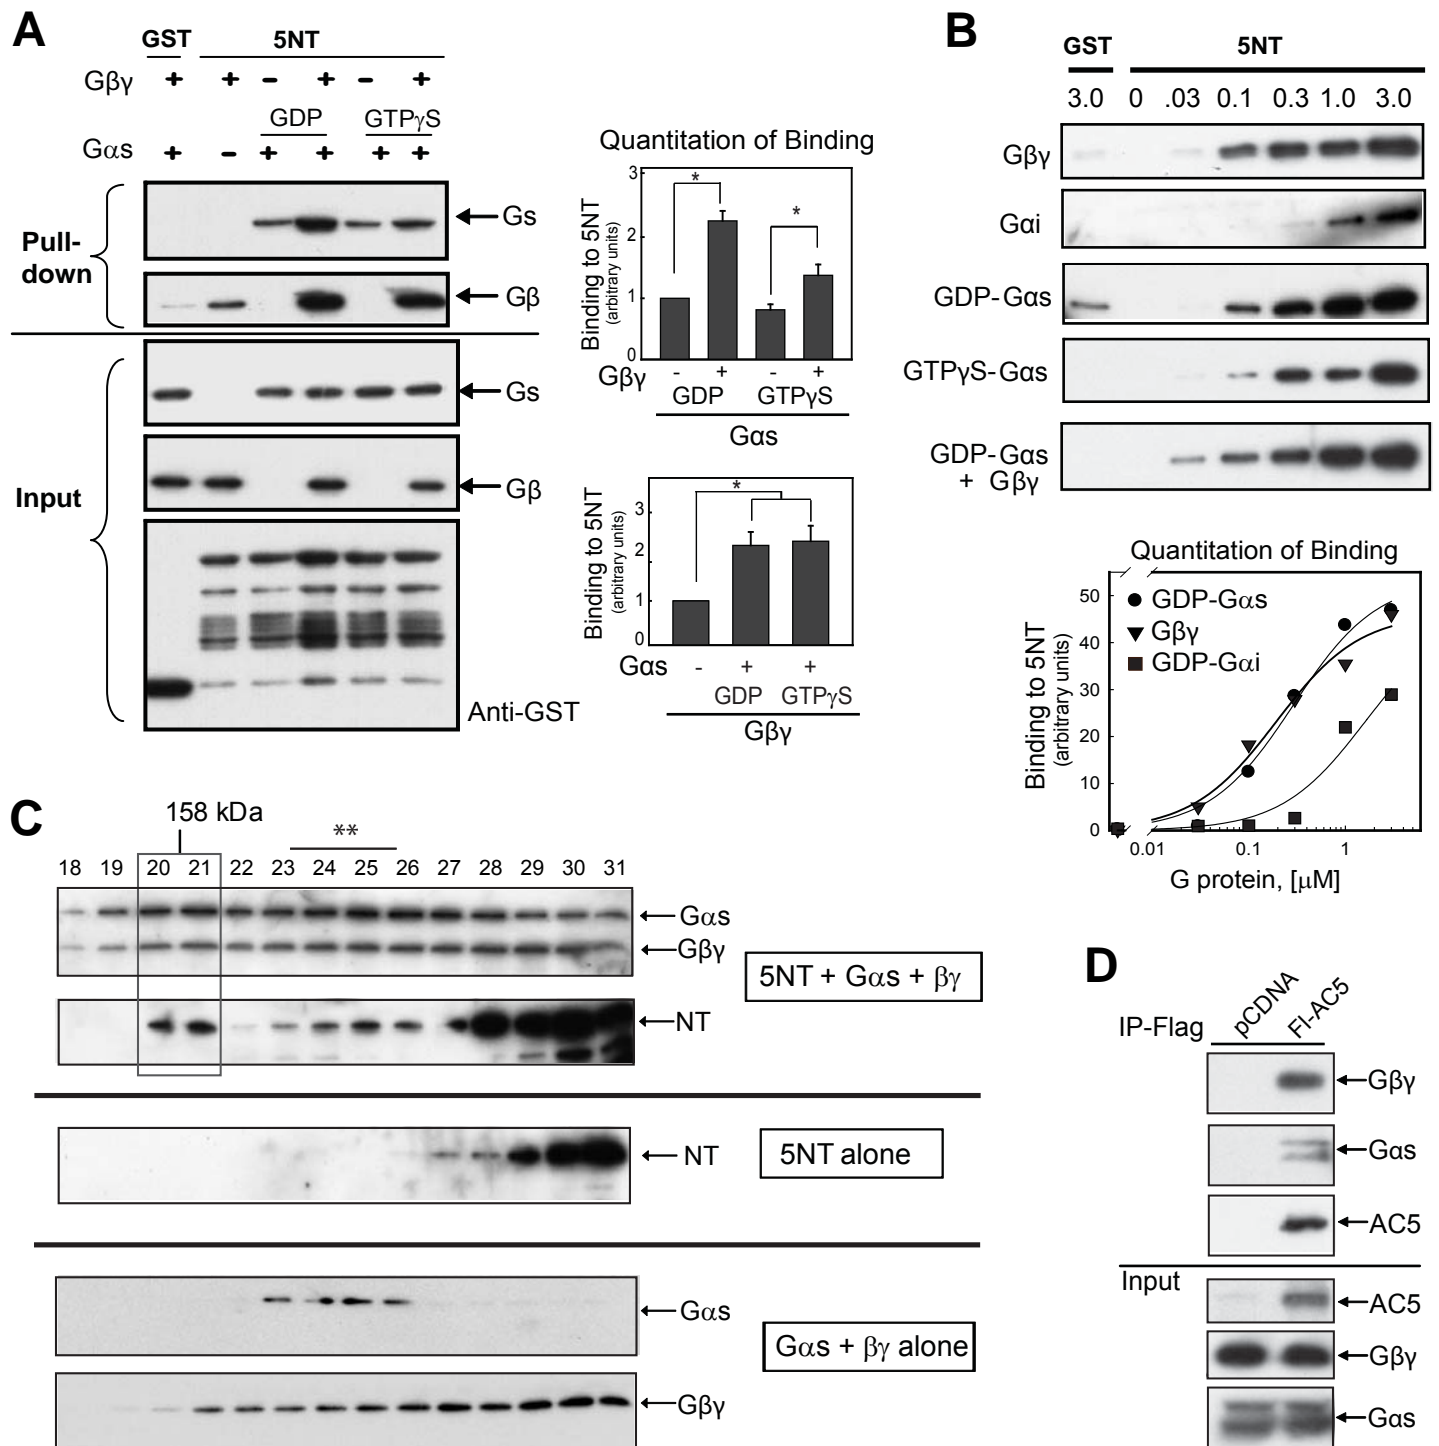 A
GST 5NT
Gβγ + + - + - +
GDP GTPγS
Gαs + - + + + +
Pull-
down
Gs
Gβ
Input
Gs
Gβ
Anti-GST
Quantitation of Binding
Binding to 5NT
(arbitrary units)
3
2
1
0
*
*
Gβγ - + - +
GDP GTPγS
Gαs
Binding to 5NT
(arbitrary units)
3
2
1
0
*
Gαs - + +
GDP GTPγS
Gβγ
B
GST 5NT
3.0 0 .03 0.1 0.3 1.0 3.0
Gβγ
Gαi
GDP-Gαs
GTPγS-Gαs
GDP-Gαs
+ Gβγ
Quantitation of Binding
Binding to 5NT
(arbitrary units)
50
40
30
20
10
0
GDP-Gαs
Gβγ
GDP-Gαi
0.01 0.1 1
G protein, [μM]
C
158 kDa
**
18 19 20 21 22 23 24 25 26 27 28 29 30 31
Gαs
Gβγ
5NT + Gαs + βγ
NT
NT
5NT alone
Gαs
Gαs + βγ alone
Gβγ
D
IP-Flag
pCDNA
Fl-AC5
Gβγ
Gαs
AC5
Input
AC5
Gβγ
Gαs